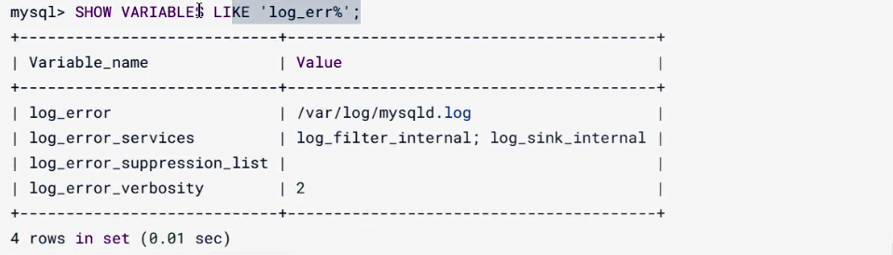 mysql> SHOW VARIABLES LIKE 'log_err%';
+----------------------------+----------------------------------------+
| Variable_name              | Value                                  |
+----------------------------+----------------------------------------+
| log_error                  | /var/log/mysqld.log                    |
| log_error_services         | log_filter_internal; log_sink_internal |
| log_error_suppression_list |                                        |
| log_error_verbosity        | 2                                      |
+----------------------------+----------------------------------------+
4 rows in set (0.01 sec)